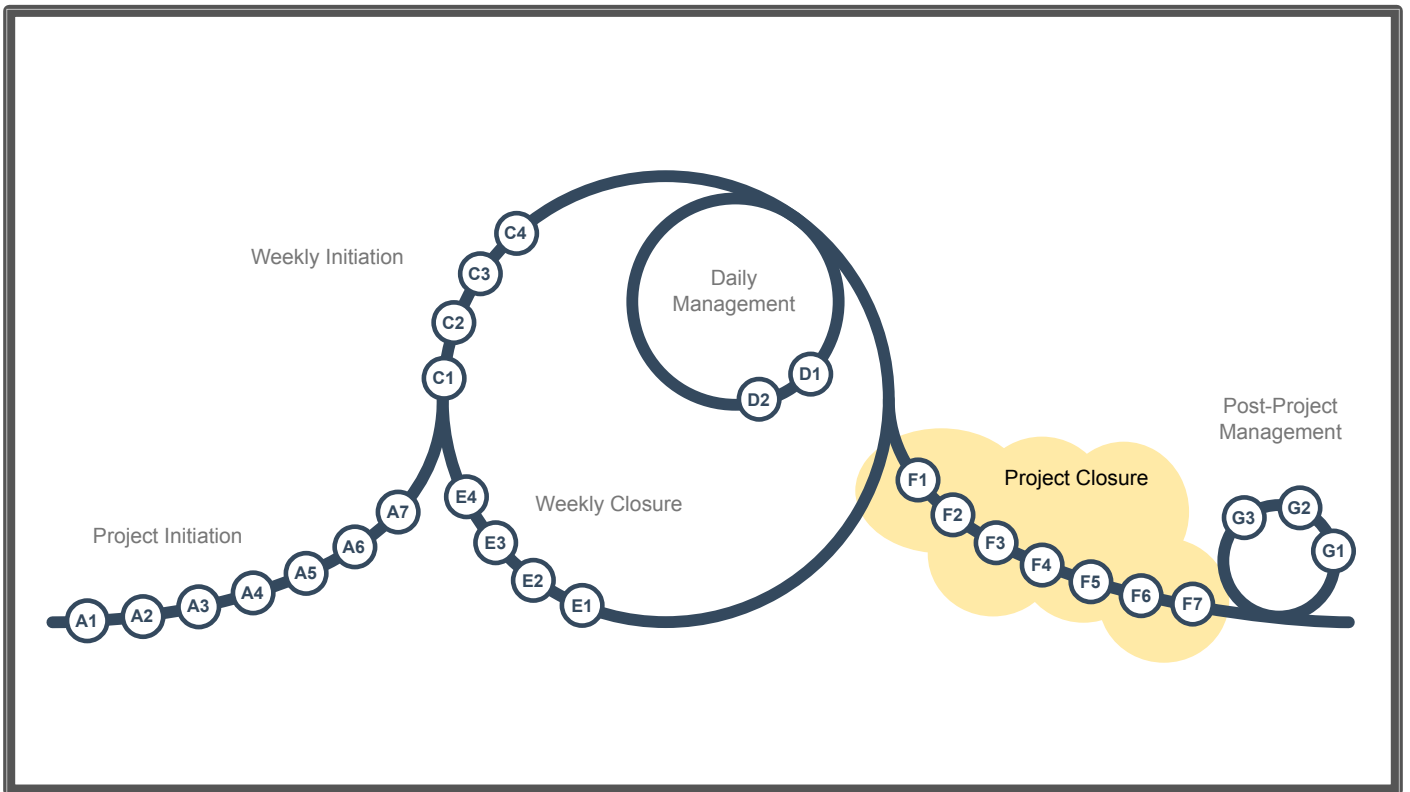 Weekly Initiation
C4
C3
C2
C1
Daily
Management
D1
D2
Project Initiation
A1
A2
A3
A4
A5
A6
A7
Weekly Closure
E4
E3
E2
E1
Project Closure
F1
F2
F3
F4
F5
F6
F7
Post-Project
Management
G3
G2
G1